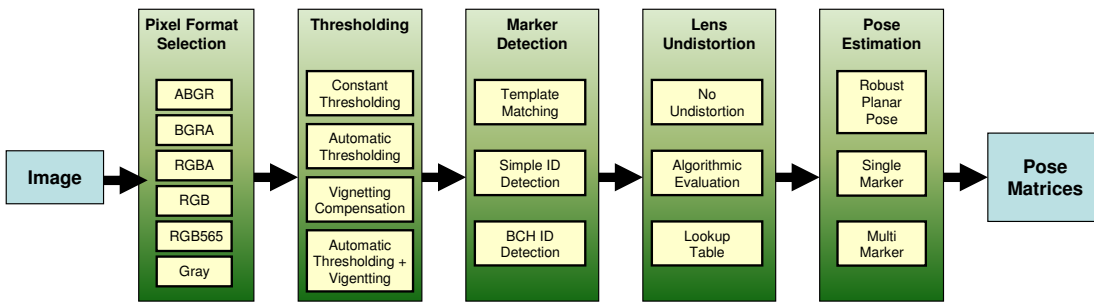 Image
Pixel Format
Selection
ABGR
BGRA
RGBA
RGB
RGB565
Gray
Thresholding
Constant
Thresholding
Automatic
Thresholding
Vignetting
Compensation
Automatic
Thresholding +
Vigentting
Marker
Detection
Template
Matching
Simple ID
Detection
BCH ID
Detection
Lens
Undistortion
No
Undistortion
Algorithmic
Evaluation
Lookup
Table
Pose
Estimation
Robust
Planar
Pose
Single
Marker
Multi
Marker
Pose
Matrices